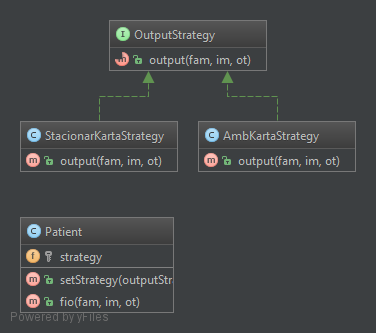 OutputStrategy
output(fam, im, ot)
StacionarKartaStrategy
output(fam, im, ot)
AmbKartaStrategy
output(fam, im, ot)
Patient
strategy
setStrategy(outputStr
fio(fam, im, ot)
Powered by yFiles